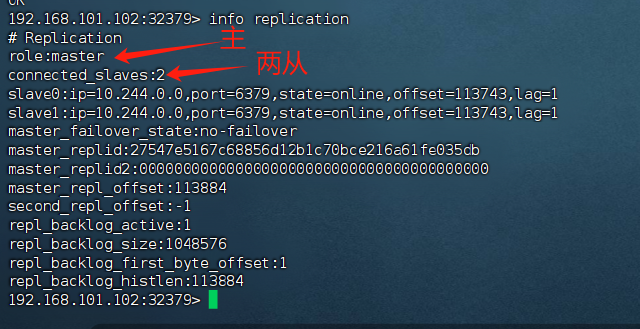 OK
192.168.101.102:32379> info replication
# Replication
role:master
主
connected_slaves:2
两从
slave0:ip=10.244.0.0,port=6379,state=online,offset=113743,lag=1
slave1:ip=10.244.0.0,port=6379,state=online,offset=113743,lag=1
master_failover_state:no-failover
master_replid:27547e5167c68856d12b1c70bce216a61fe035db
master_replid2:0000000000000000000000000000000000000000
master_repl_offset:113884
second_repl_offset:-1
repl_backlog_active:1
repl_backlog_size:1048576
repl_backlog_first_byte_offset:1
repl_backlog_histlen:113884
192.168.101.102:32379>